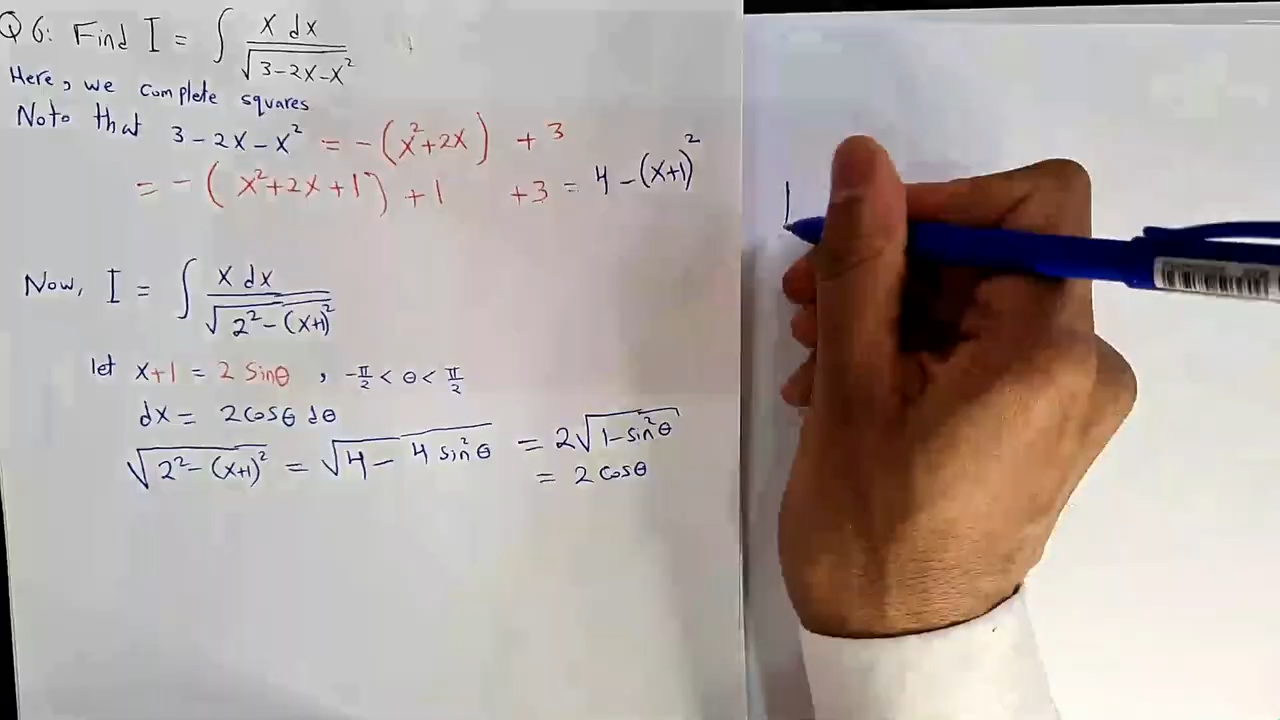 Q6: Find I = ∫ x dx / √(3-2x-x²)
Here, we complete squares
Note that 3-2x-x² = -(x²+2x) + 3
= -(x²+2x+1) + 1 + 3 = 4-(x+1)²
Now, I = ∫ x dx / √(2²-(x+1)²)
let x+1 = 2 sinθ , -π/2 < θ < π/2
dx = 2cosθ dθ
√(2²-(x+1)²) = √(4 - 4 sin²θ) = 2√(1-sin²θ)
= 2 cosθ